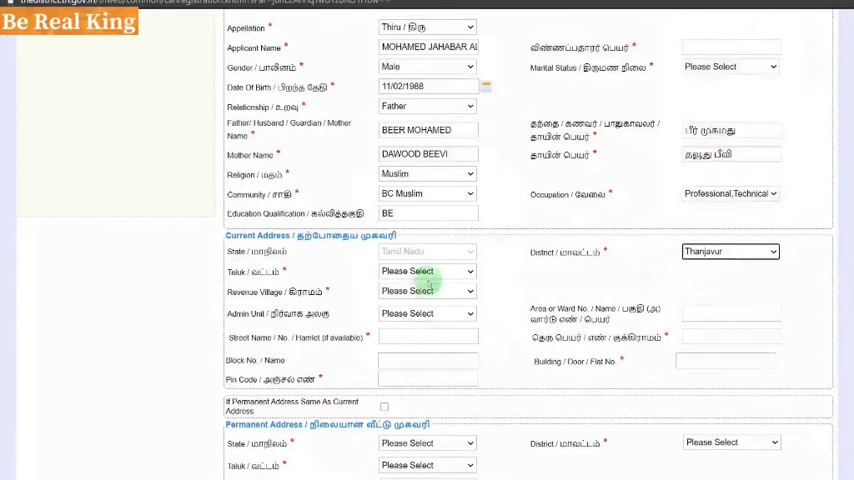 Be Real King
Appellation * Thiru / திரு
Applicant Name * MOHAMED JAHABAR AL விண்ணப்பதாரர் பெயர் *
Gender / பாலினம் * Male Marital Status / திருமண நிலை * Please Select
Date Of Birth / பிறந்த தேதி * 11/02/1988
Relationship / உறவு * Father
Father/ Husband / Guardian / Mother Name * BEER MOHAMED தந்தை / கணவர் / பாதுகாவலர் / தாயின் பெயர் * பீர் முகமது
Mother Name * DAWOOD BEEVI தாயின் பெயர் * தவூது பீவி
Religion / மதம் * Muslim
Community / சாதி * BC Muslim Occupation / வேலை * Professional,Technical
Education Qualification / கல்வித்தகுதி BE
Current Address / தற்போதைய முகவரி
State / மாநிலம் Tamil Nadu District / மாவட்டம் * Thanjavur
Taluk / வட்டம் * Please Select
Revenue Village / கிராமம் * Please Select
Admin Unit / நிர்வாக அலகு Please Select Area or Ward No. / Name / பகுதி (அ) வார்டு எண் / பெயர்
Street Name / No. / Hamlet (if available) * தெரு பெயர் / எண் / குக்கிராமம் *
Block No. / Name Building / Door / Flat No *
Pin Code / அஞ்சல் எண் *
If Permanent Address Same As Current Address
Permanent Address / நிலையான வீட்டு முகவரி
State / மாநிலம் * Please Select District / மாவட்டம் * Please Select
Taluk / வட்டம் * Please Select